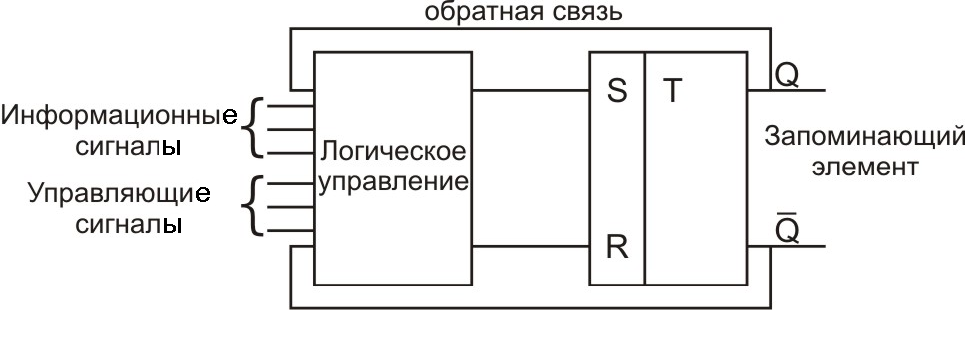 обратная связь
Информационные
сигналы
Управляющие
сигналы
Логическое
управление
S
T
R
Q
Запоминающий
элемент
Q̅